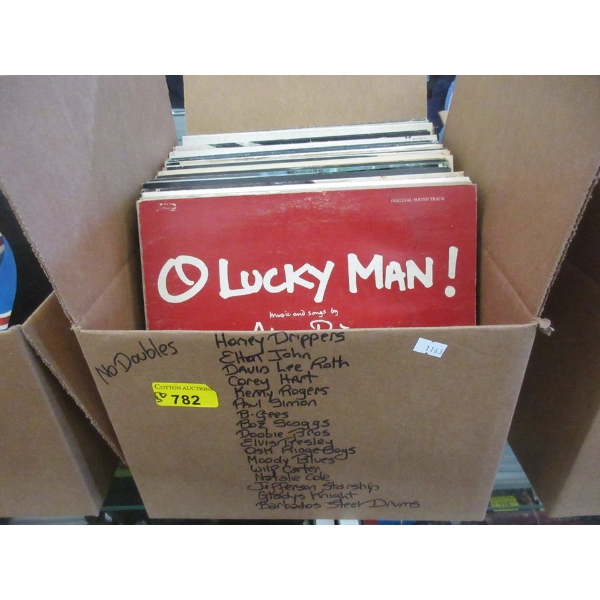 ORIGINAL SOUND TRACK
O LUCKY MAN!
Music and songs by
No Doubles
COTTON AUCTION
782
1163
Honey Drippers
Elton John
David Lee Roth
Corey Hart
Kenny Rogers
Paul Simon
B-Gees
Boz Scaggs
Doobie Bros
Elvis Presley
Oak Ridge Boys
Moody Blues
Wilf Carter
Natalie Cole
Jefferson Starship
Gladys Knight
Barbados Steel Drums